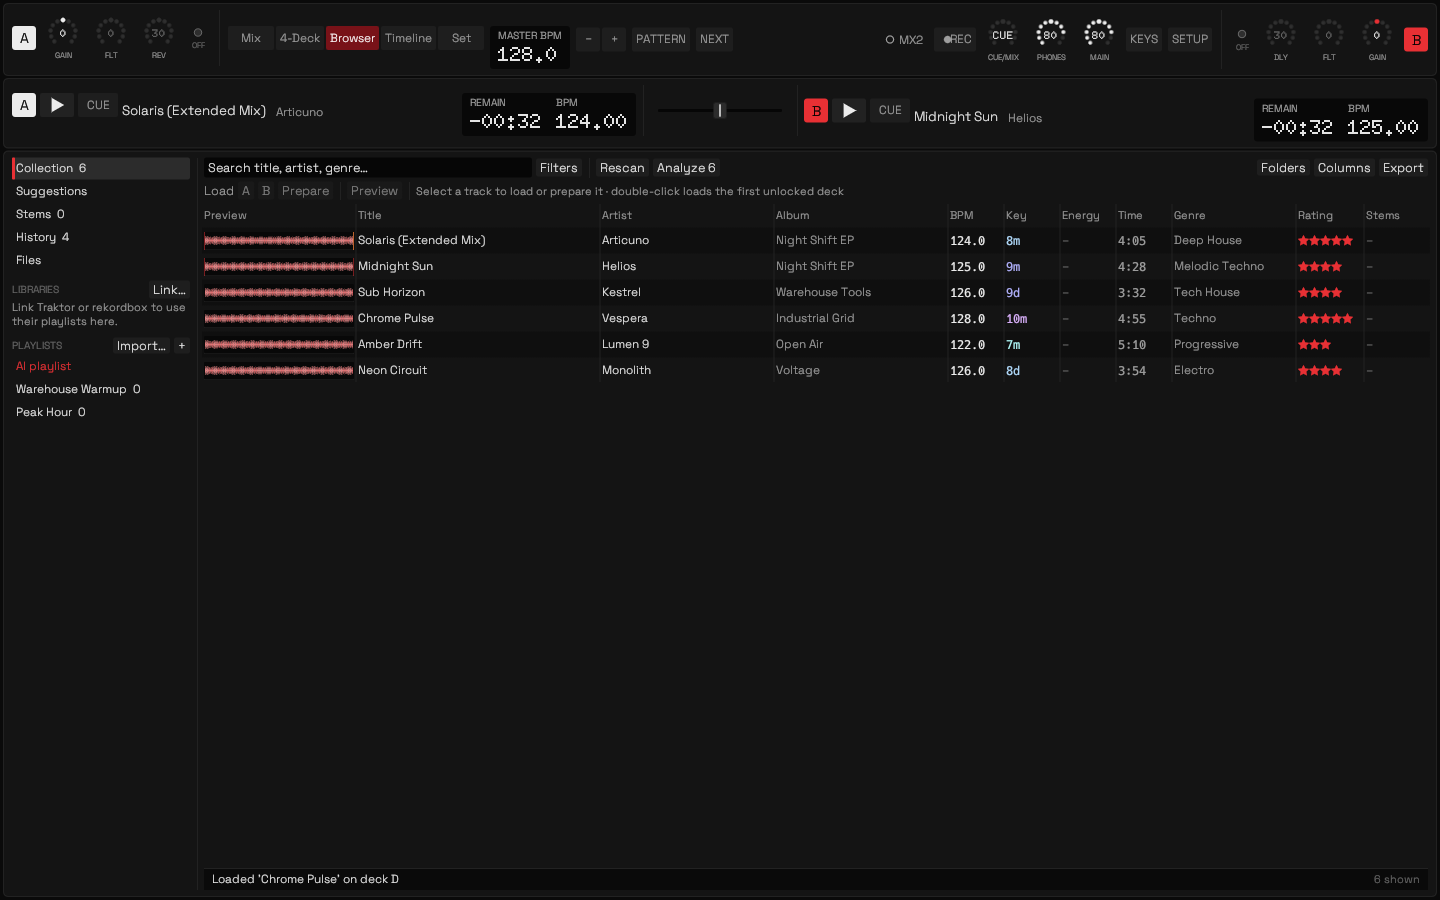 A 0 GAIN 0 FLT 30 REV OFF Mix 4-Deck Browser Timeline Set MASTER BPM 128.0 - + PATTERN NEXT MX2 REC CUE CUE/MIX 80 PHONES 80 MAIN KEYS SETUP OFF 30 DLY 0 FLT 0 GAIN B
A CUE Solaris (Extended Mix) Articuno REMAIN -00:32 BPM 124.00 B CUE Midnight Sun Helios REMAIN -00:32 BPM 125.00
Collection 6
Suggestions
Stems 0
History 4
Files
LIBRARIES Link...
Link Traktor or rekordbox to use
their playlists here.
PLAYLISTS Import... +
AI playlist
Warehouse Warmup 0
Peak Hour 0
Search title, artist, genre... Filters Rescan Analyze 6 Folders Columns Export
Load A B Prepare Preview Select a track to load or prepare it · double-click loads the first unlocked deck
Preview Title Artist Album BPM Key Energy Time Genre Rating Stems
Solaris (Extended Mix) Articuno Night Shift EP 124.0 8m – 4:05 Deep House ★★★★★ –
Midnight Sun Helios Night Shift EP 125.0 9m – 4:28 Melodic Techno ★★★★ –
Sub Horizon Kestrel Warehouse Tools 126.0 9d – 3:32 Tech House ★★★★ –
Chrome Pulse Vespera Industrial Grid 128.0 10m – 4:55 Techno ★★★★★ –
Amber Drift Lumen 9 Open Air 122.0 7m – 5:10 Progressive ★★★ –
Neon Circuit Monolith Voltage 126.0 8d – 3:54 Electro ★★★★ –
Loaded 'Chrome Pulse' on deck D 6 shown